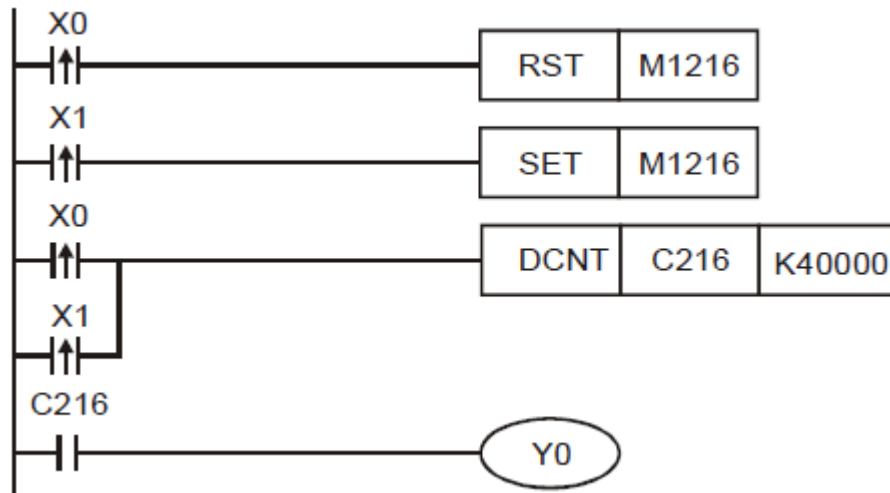 X0
RST M1216
X1
SET M1216
X0
DCNT C216 K40000
X1
C216
Y0